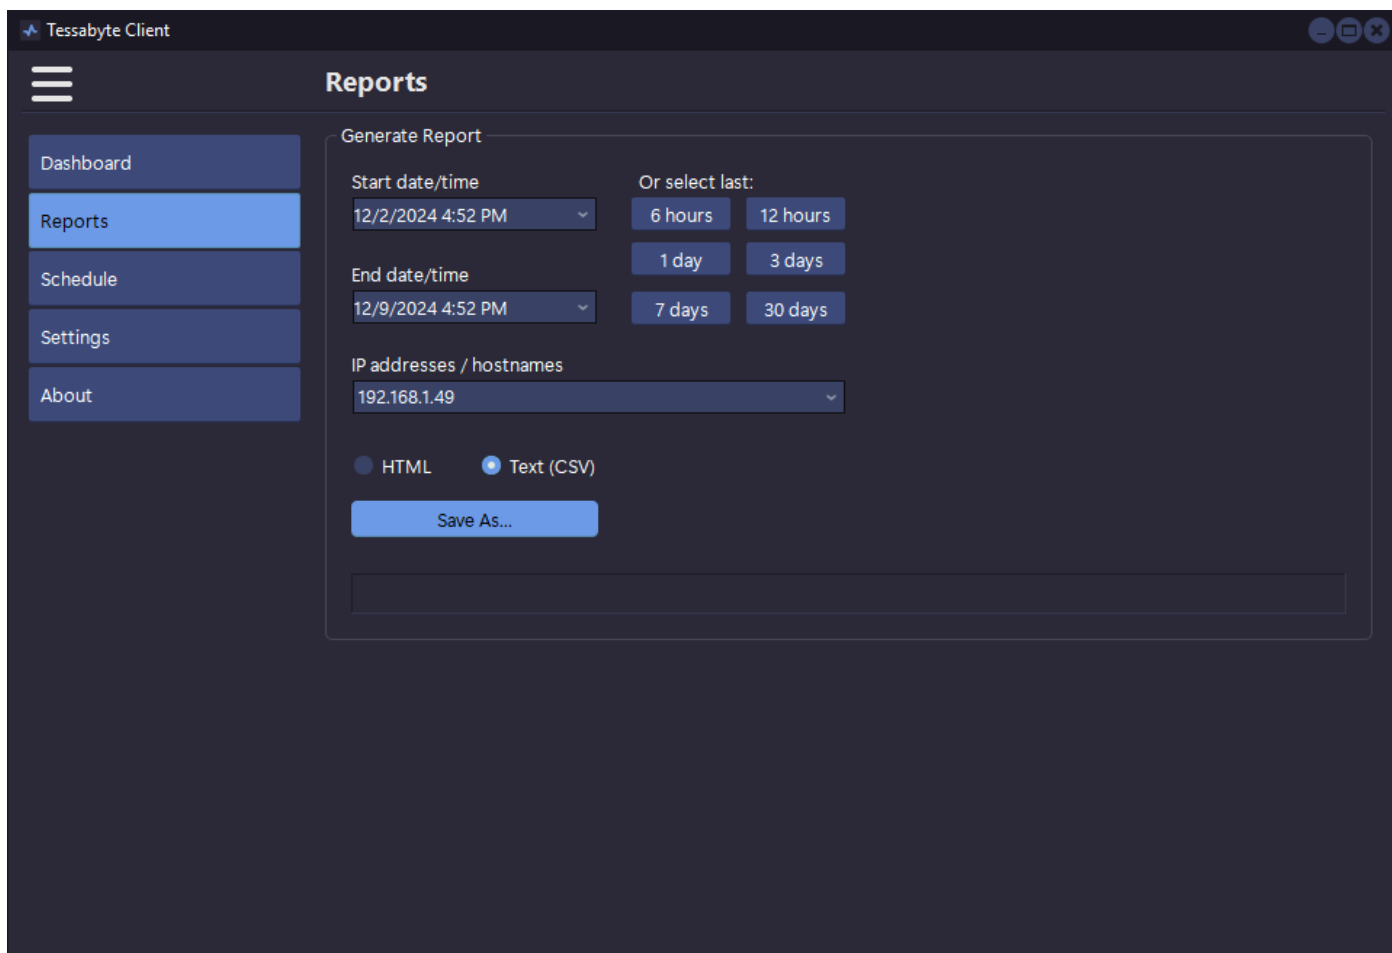 Tessabyte Client
Reports
Dashboard
Reports
Schedule
Settings
About
Generate Report
Start date/time
12/2/2024 4:52 PM
End date/time
12/9/2024 4:52 PM
Or select last:
6 hours 12 hours
1 day 3 days
7 days 30 days
IP addresses / hostnames
192.168.1.49
HTML Text (CSV)
Save As...